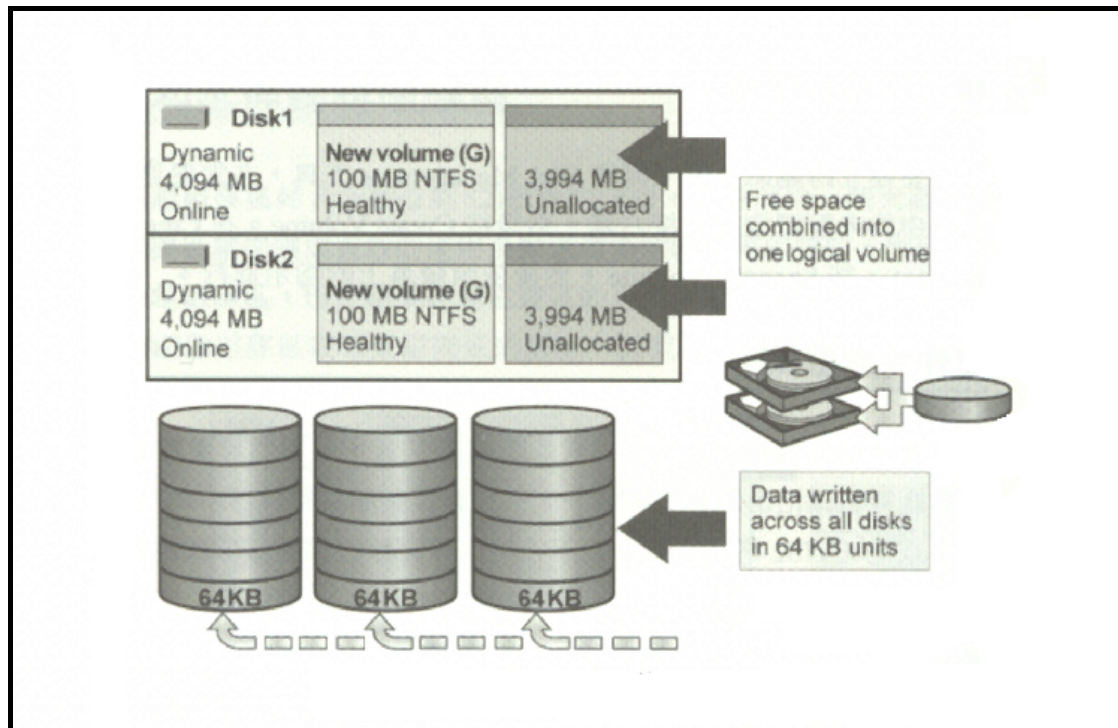 Disk1
Dynamic
4,094 MB
Online
New volume (G)
100 MB NTFS
Healthy
3,994 MB
Unallocated
Disk2
Dynamic
4,094 MB
Online
New volume (G)
100 MB NTFS
Healthy
3,994 MB
Unallocated
Free space
combined into
onelogical volume
64KB
64KB
64KB
Data written
across all disks
in 64 KB units